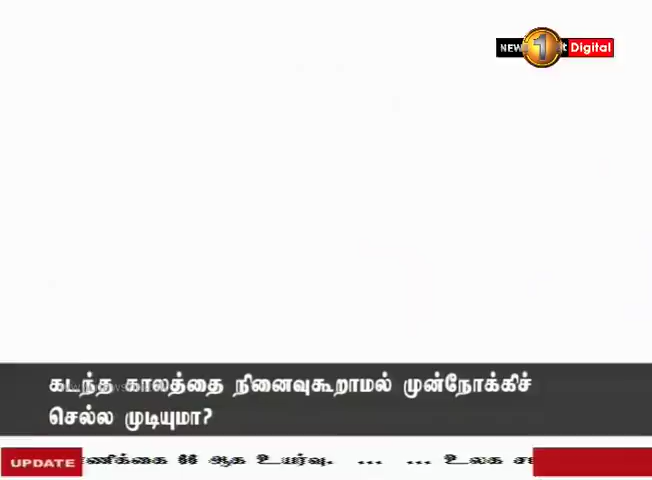 NEWS 1st Digital
கடந்த காலத்தை நினைவுகூறாமல் முன்நோக்கிச்
செல்ல முடியுமா?
UPDATE ஆக உயர்வு. ... ... உலக